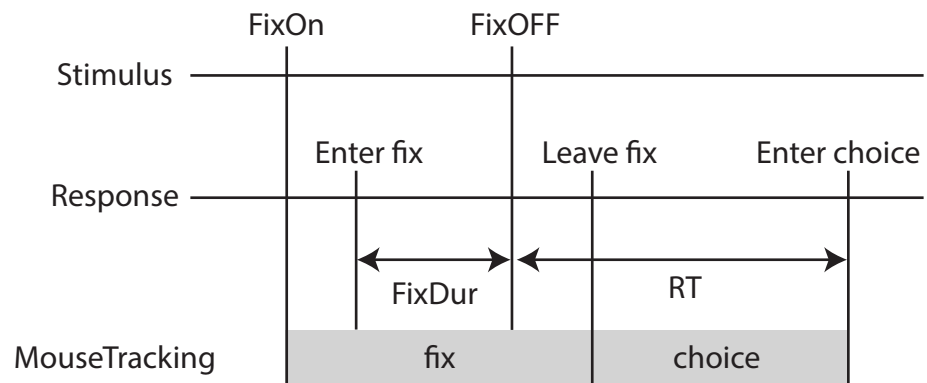 FixOn FixOFF
Stimulus
Enter fix Leave fix Enter choice
Response
FixDur RT
MouseTracking fix choice